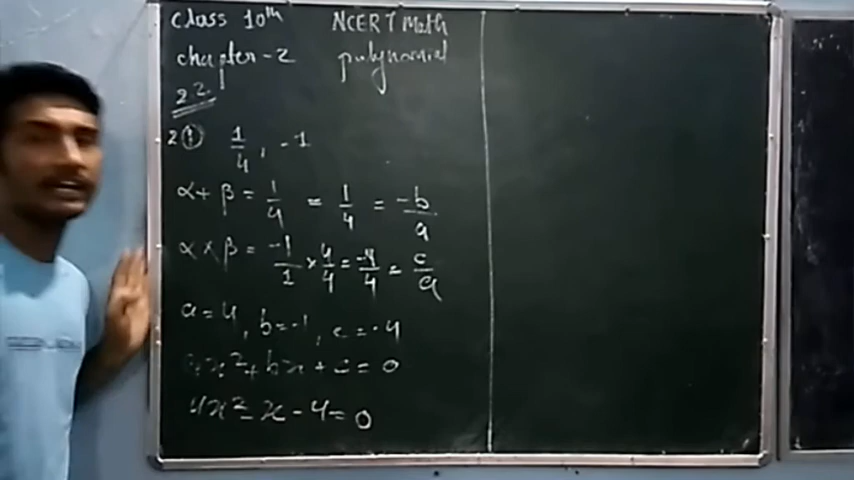 class 10th NCERT Math
chapter-2 polynomial
2.2
2 (i) 1/4, -1
α+ β = 1/4 = 1/4 = -b/a
α × β = -1/1 × 4/4 = -4/4 = c/a
a = 4, b = -1, c = -4
ax²+bx+c = 0
4x²-x-4=0